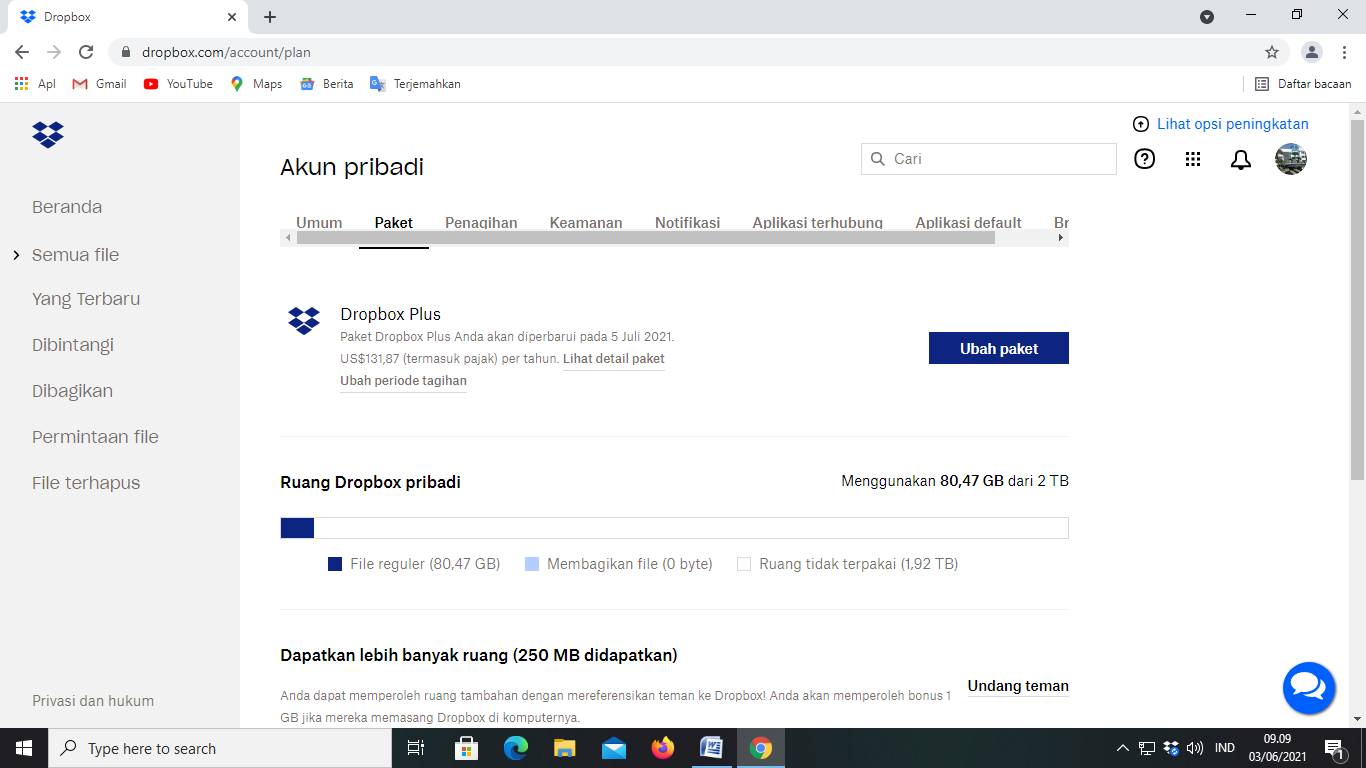 Dropbox
dropbox.com/account/plan
Apl Gmail YouTube Maps Berita Terjemahkan Daftar bacaan
Lihat opsi peningkatan
Akun pribadi
Cari
Beranda
Semua file
Yang Terbaru
Dibintangi
Dibagikan
Permintaan file
File terhapus
Privasi dan hukum
Umum Paket Penagihan Keamanan Notifikasi Aplikasi terhubung Aplikasi default Br
Dropbox Plus
Paket Dropbox Plus Anda akan diperbarui pada 5 Juli 2021.
US$131,87 (termasuk pajak) per tahun. Lihat detail paket
Ubah periode tagihan
Ubah paket
Ruang Dropbox pribadi
Menggunakan 80,47 GB dari 2 TB
File reguler (80,47 GB) Membagikan file (0 byte) Ruang tidak terpakai (1,92 TB)
Dapatkan lebih banyak ruang (250 MB didapatkan)
Anda dapat memperoleh ruang tambahan dengan mereferensikan teman ke Dropbox! Anda akan memperoleh bonus 1
GB jika mereka memasang Dropbox di komputernya.
Undang teman
Type here to search
IND
09.09
03/06/2021
1